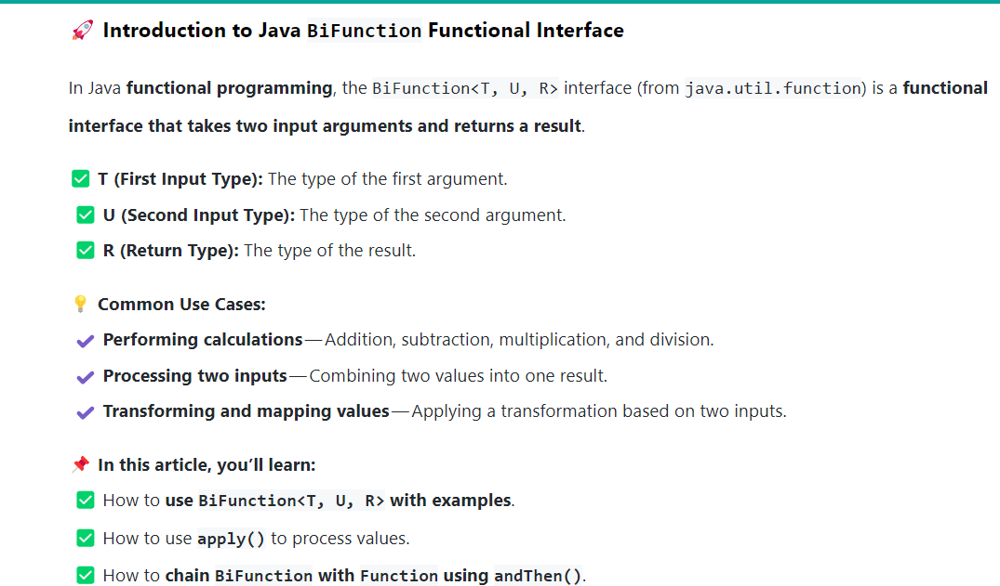 🚀 Introduction to Java BiFunction Functional Interface
In Java functional programming, the BiFunction<T, U, R> interface (from java.util.function) is a functional
interface that takes two input arguments and returns a result.
✅ T (First Input Type): The type of the first argument.
✅ U (Second Input Type): The type of the second argument.
✅ R (Return Type): The type of the result.
💡 Common Use Cases:
✔ Performing calculations — Addition, subtraction, multiplication, and division.
✔ Processing two inputs — Combining two values into one result.
✔ Transforming and mapping values — Applying a transformation based on two inputs.
📌 In this article, you’ll learn:
✅ How to use BiFunction<T, U, R> with examples.
✅ How to use apply() to process values.
✅ How to chain BiFunction with Function using andThen().